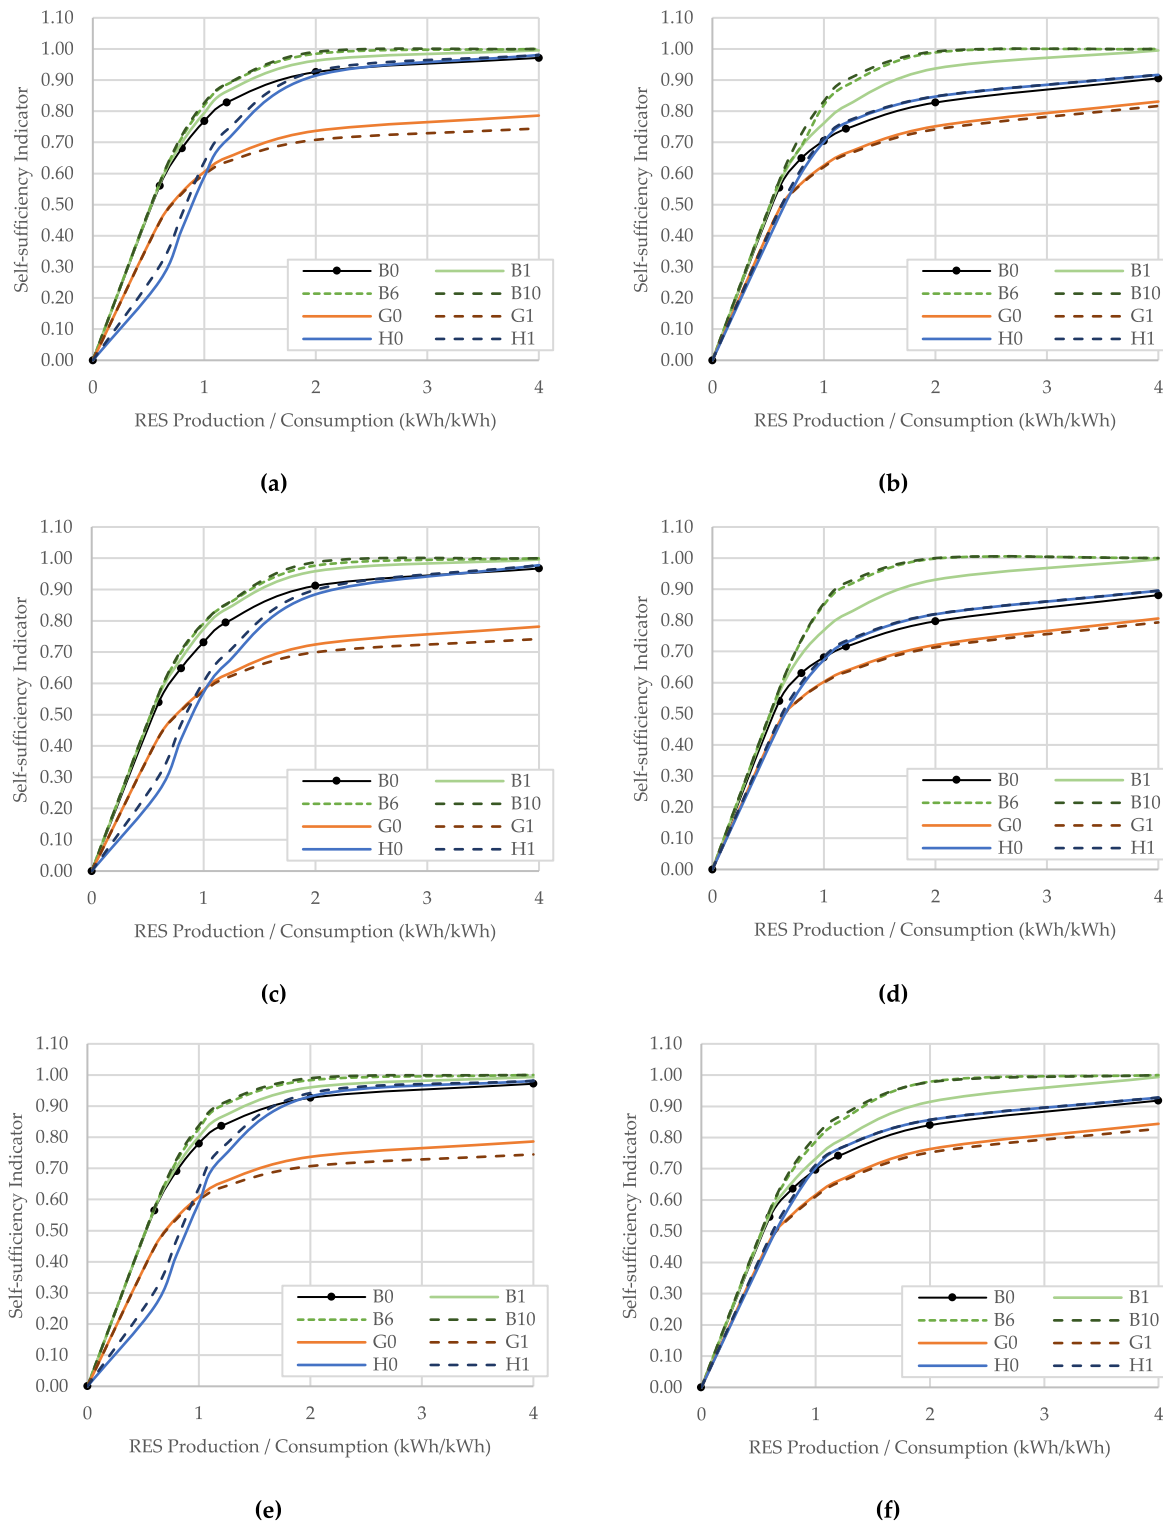 1.10
1.00
0.90
0.80
0.70
0.60
0.50
0.40
0.30
0.20
0.10
0.00
Self-sufficiency Indicator
B0 B1
B6 B10
G0 G1
H0 H1
0 1 2 3 4
RES Production / Consumption (kWh/kWh)
(a)
1.10
1.00
0.90
0.80
0.70
0.60
0.50
0.40
0.30
0.20
0.10
0.00
Self-sufficiency Indicator
B0 B1
B6 B10
G0 G1
H0 H1
0 1 2 3 4
RES Production / Consumption (kWh/kWh)
(b)
1.10
1.00
0.90
0.80
0.70
0.60
0.50
0.40
0.30
0.20
0.10
0.00
Self-sufficiency Indicator
B0 B1
B6 B10
G0 G1
H0 H1
0 1 2 3 4
RES Production / Consumption (kWh/kWh)
(c)
1.10
1.00
0.90
0.80
0.70
0.60
0.50
0.40
0.30
0.20
0.10
0.00
Self-sufficiency Indicator
B0 B1
B6 B10
G0 G1
H0 H1
0 1 2 3 4
RES Production / Consumption (kWh/kWh)
(d)
1.10
1.00
0.90
0.80
0.70
0.60
0.50
0.40
0.30
0.20
0.10
0.00
Self-sufficiency Indicator
B0 B1
B6 B10
G0 G1
H0 H1
0 1 2 3 4
RES Production / Consumption (kWh/kWh)
(e)
1.10
1.00
0.90
0.80
0.70
0.60
0.50
0.40
0.30
0.20
0.10
0.00
Self-sufficiency Indicator
B0 B1
B6 B10
G0 G1
H0 H1
0 1 2 3 4
RES Production / Consumption (kWh/kWh)
(f)